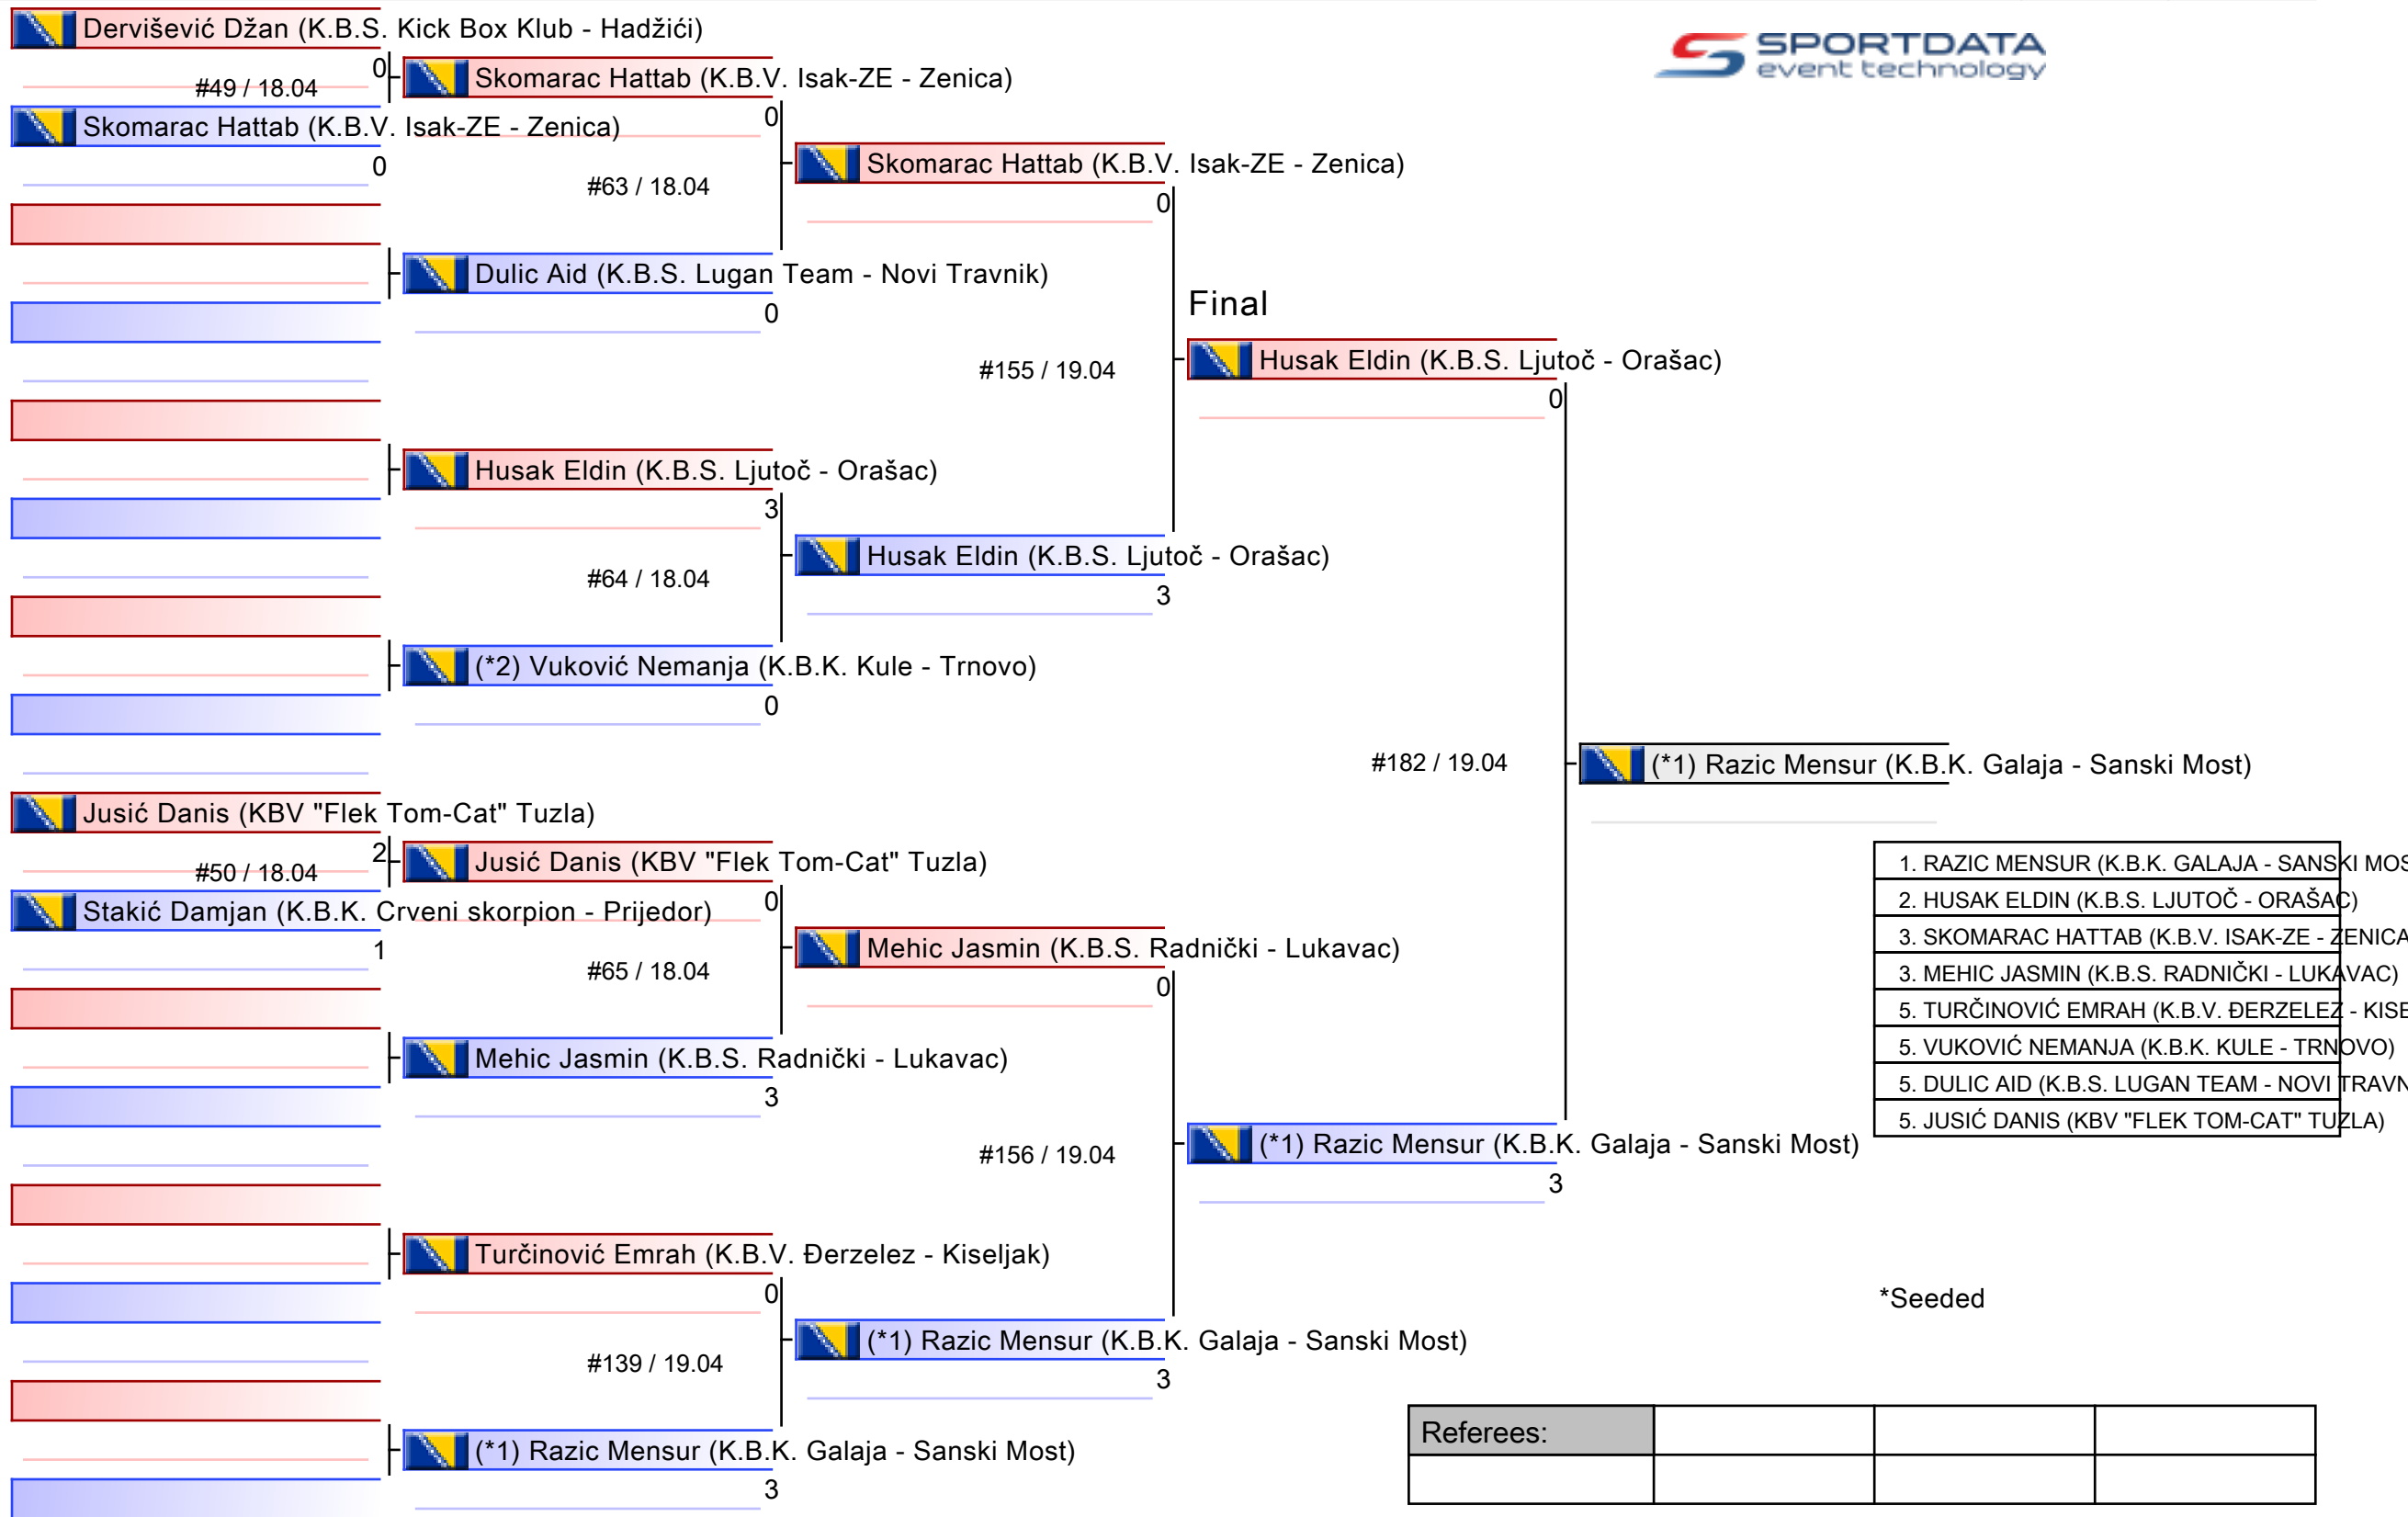 Dervišević Džan (K.B.S. Kick Box Klub - Hadžići)
SPORTDATA
event technology
0
#49 / 18.04
Skomarac Hattab (K.B.V. Isak-ZE - Zenica)
Skomarac Hattab (K.B.V. Isak-ZE - Zenica)
0
0
#63 / 18.04
Skomarac Hattab (K.B.V. Isak-ZE - Zenica)
0
Dulic Aid (K.B.S. Lugan Team - Novi Travnik)
0
Final
#155 / 19.04
Husak Eldin (K.B.S. Ljutoč - Orašac)
0
Husak Eldin (K.B.S. Ljutoč - Orašac)
3
#64 / 18.04
Husak Eldin (K.B.S. Ljutoč - Orašac)
3
(*2) Vuković Nemanja (K.B.K. Kule - Trnovo)
0
#182 / 19.04
(*1) Razic Mensur (K.B.K. Galaja - Sanski Most)
Jusić Danis (KBV "Flek Tom-Cat" Tuzla)
2
#50 / 18.04
Jusić Danis (KBV "Flek Tom-Cat" Tuzla)
0
Stakić Damjan (K.B.K. Crveni skorpion - Prijedor)
1
#65 / 18.04
Mehic Jasmin (K.B.S. Radnički - Lukavac)
0
Mehic Jasmin (K.B.S. Radnički - Lukavac)
3
#156 / 19.04
(*1) Razic Mensur (K.B.K. Galaja - Sanski Most)
3
1. RAZIC MENSUR (K.B.K. GALAJA - SANSKI MOS
2. HUSAK ELDIN (K.B.S. LJUTOČ - ORAŠAC)
3. SKOMARAC HATTAB (K.B.V. ISAK-ZE - ZENICA
3. MEHIC JASMIN (K.B.S. RADNIČKI - LUKAVAC)
5. TURČINOVIĆ EMRAH (K.B.V. ĐERZELEZ - KISE
5. VUKOVIĆ NEMANJA (K.B.K. KULE - TRNOVO)
5. DULIC AID (K.B.S. LUGAN TEAM - NOVI TRAVN
5. JUSIĆ DANIS (KBV "FLEK TOM-CAT" TUZLA)
Turčinović Emrah (K.B.V. Đerzelez - Kiseljak)
0
#139 / 19.04
(*1) Razic Mensur (K.B.K. Galaja - Sanski Most)
3
(*1) Razic Mensur (K.B.K. Galaja - Sanski Most)
3
*Seeded
Referees: